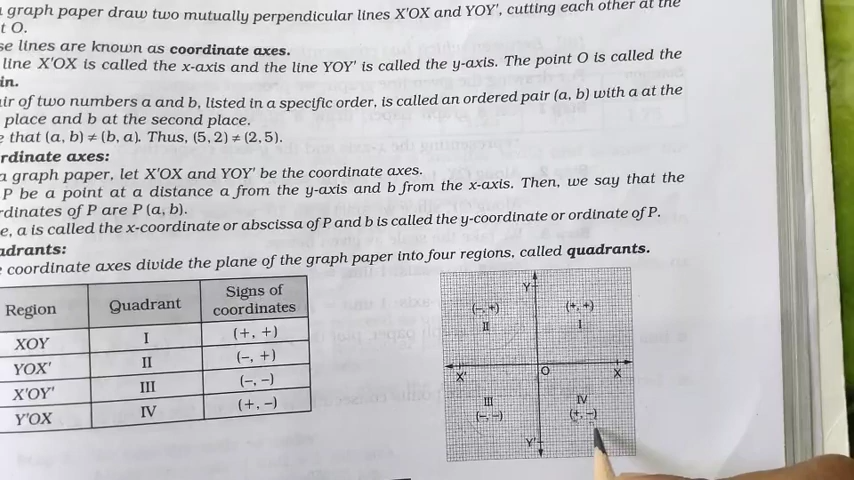 graph paper draw two mutually perpendicular lines X'OX and YOY', cutting each other at the
t O.
se lines are known as coordinate axes.
line X'OX is called the x-axis and the line YOY' is called the y-axis. The point O is called the
in.
air of two numbers a and b, listed in a specific order, is called an ordered pair (a, b) with a at the
place and b at the second place.
e that (a, b) ≠ (b, a). Thus, (5, 2) ≠ (2, 5).
rdinate axes:
a graph paper, let X'OX and YOY' be the coordinate axes.
P be a point at a distance a from the y-axis and b from the x-axis. Then, we say that the
rdinates of P are P (a, b).
e, a is called the x-coordinate or abscissa of P and b is called the y-coordinate or ordinate of P.
adrants:
e coordinate axes divide the plane of the graph paper into four regions, called quadrants.
Region Quadrant Signs of coordinates
XOY I (+, +)
YOX' II (–, +)
X'OY' III (–, –)
Y'OX IV (+, –)
Y
(–, +) (+, +)
II I
X' O X
III IV
(–, –) (+, –)
Y'